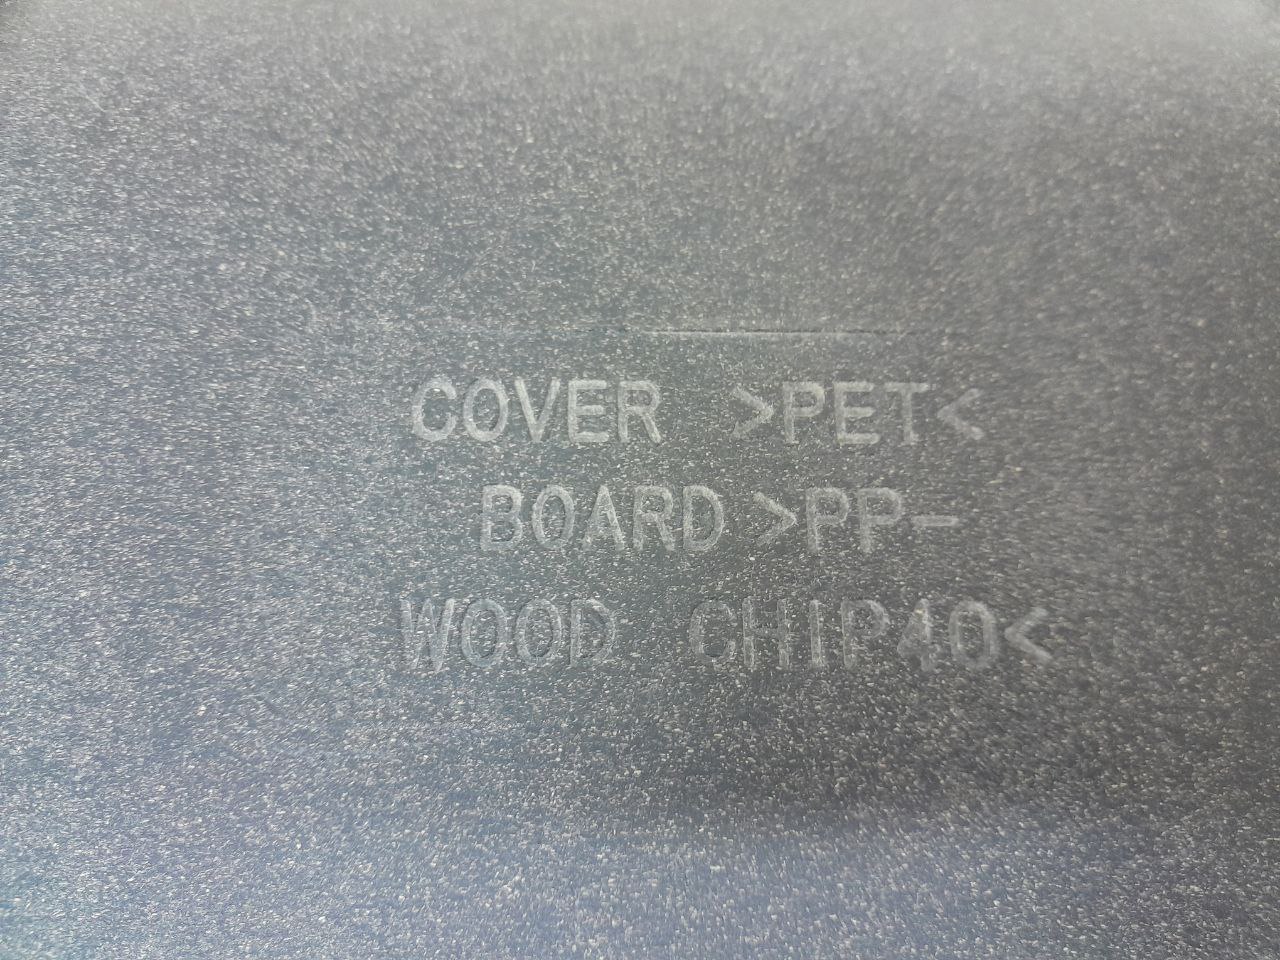 COVER >PET<
BOARD >PP-
WOOD CHIP40<